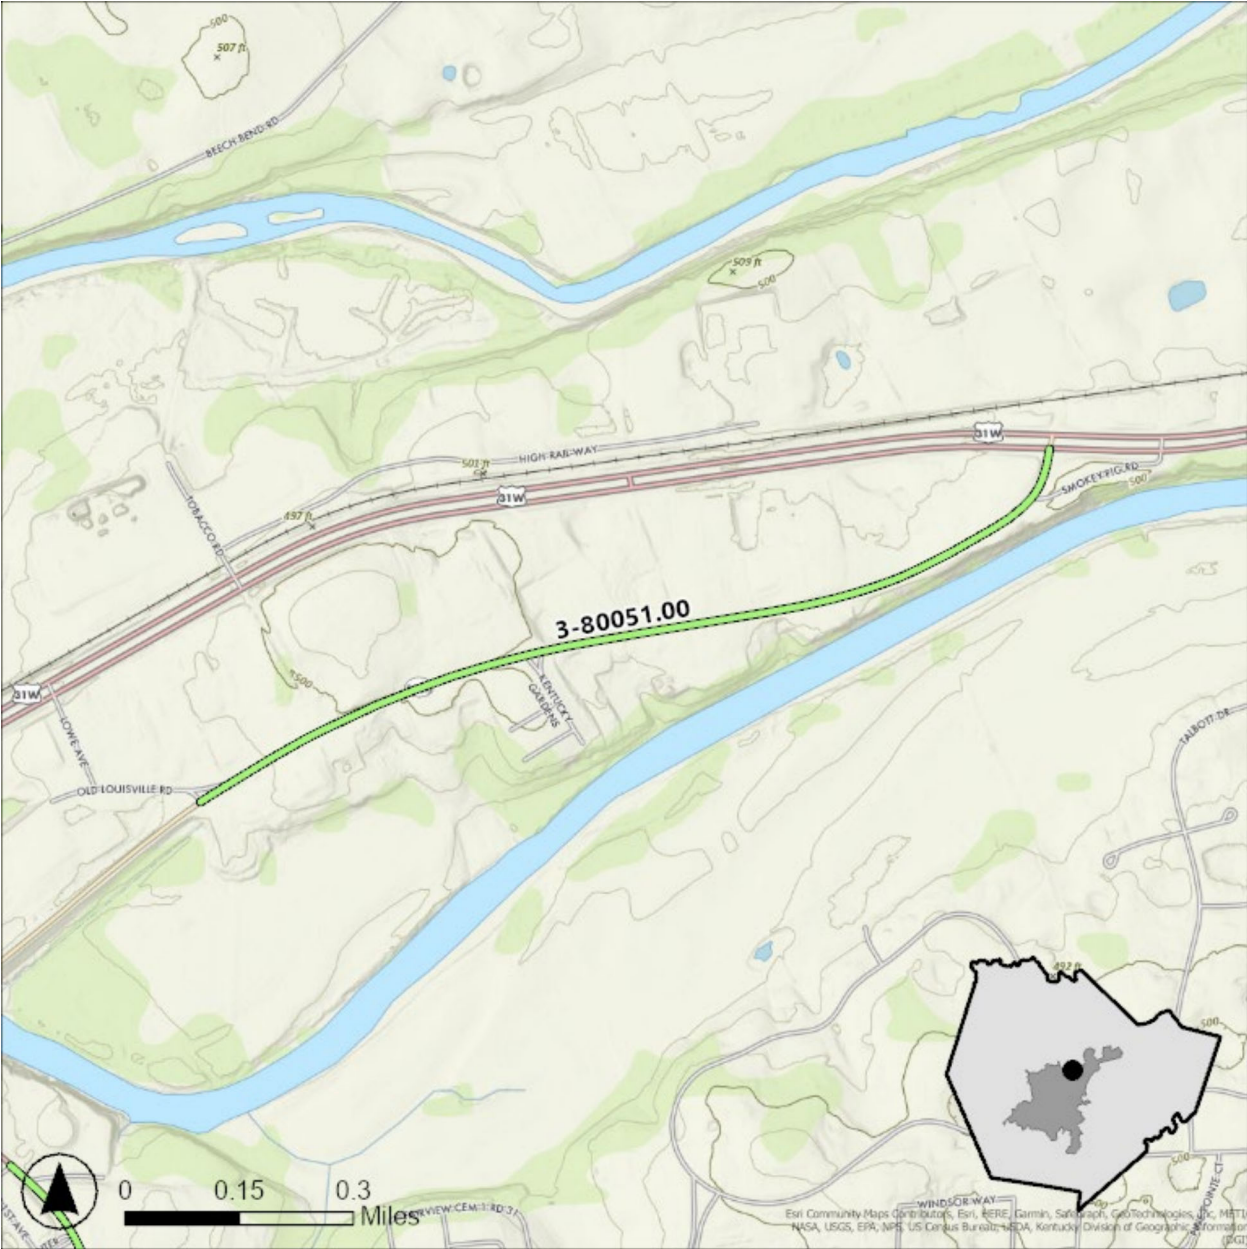 500
507 ft
BEECH BEND RD
509 ft
500
31W
HIGH RAIL WAY
501 ft
31W
497 ft
SMOKEY PIG RD
500
TOBACCO RD
3-80051.00
500
KENTUCKY
GARDENS
31W
LOWE AVE
OLD LOUISVILLE RD
TALBOTT DR
492 ft
500
500
WINDSOR WAY
0 0.15 0.3
Miles
Esri Community Maps Contributors, Esri, HERE, Garmin, SafeGraph, GeoTechnologies, Inc, METI/
NASA, USGS, EPA, NPS, US Census Bureau, USDA, Kentucky Division of Geographic Information
(DGI)